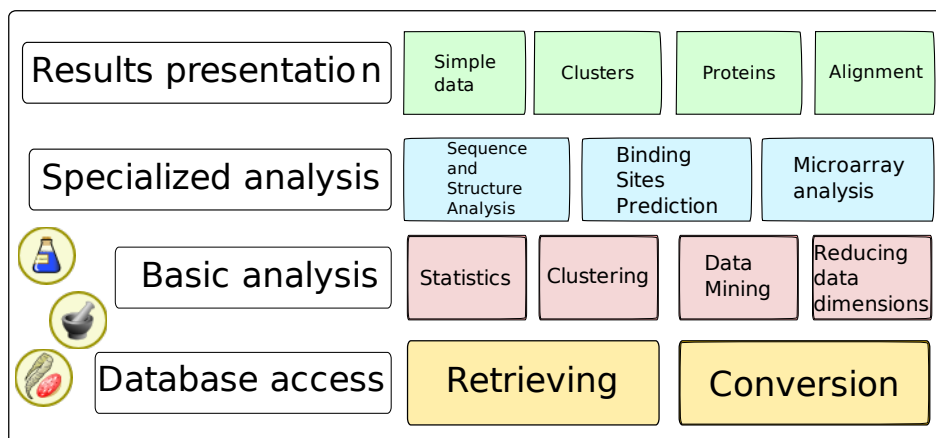 Results presentation
Simple
data
Clusters
Proteins
Alignment
Specialized analysis
Sequence
and
Structure
Analysis
Binding
Sites
Prediction
Microarray
analysis
Basic analysis
Statistics
Clustering
Data
Mining
Reducing
data
dimensions
Database access
Retrieving
Conversion